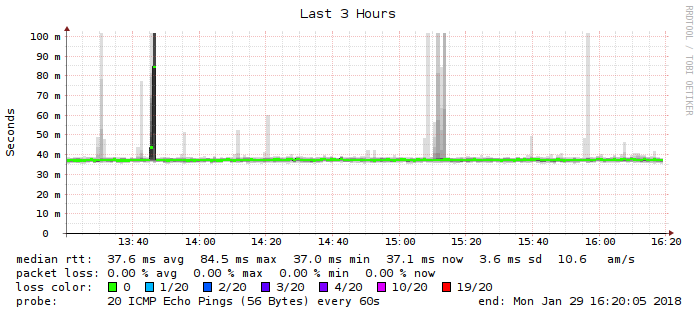 Last 3 Hours
RRDTOOL / TOBI OETIKER
Seconds
100 m
90 m
80 m
70 m
60 m
50 m
40 m
30 m
20 m
10 m
0
13:40 14:00 14:20 14:40 15:00 15:20 15:40 16:00 16:20
median rtt: 37.6 ms avg 84.5 ms max 37.0 ms min 37.1 ms now 3.6 ms sd 10.6 am/s
packet loss: 0.00 % avg 0.00 % max 0.00 % min 0.00 % now
loss color: 0 1/20 2/20 3/20 4/20 10/20 19/20
probe: 20 ICMP Echo Pings (56 Bytes) every 60s end: Mon Jan 29 16:20:05 2018